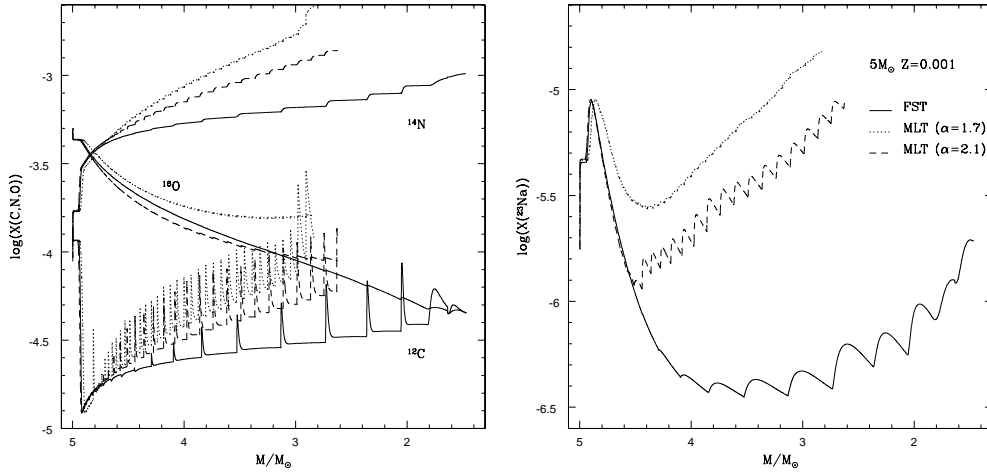 -3
-3.5
-4
-4.5
-5
log(X(C,N,O))
¹⁴N
¹⁶O
¹²C
5
4
3
2
M/M⊙
-5
-5.5
-6
-6.5
log(X(²³Na))
5M⊙ Z=0.001
FST
MLT (α=1.7)
MLT (α=2.1)
5
4
3
2
M/M⊙